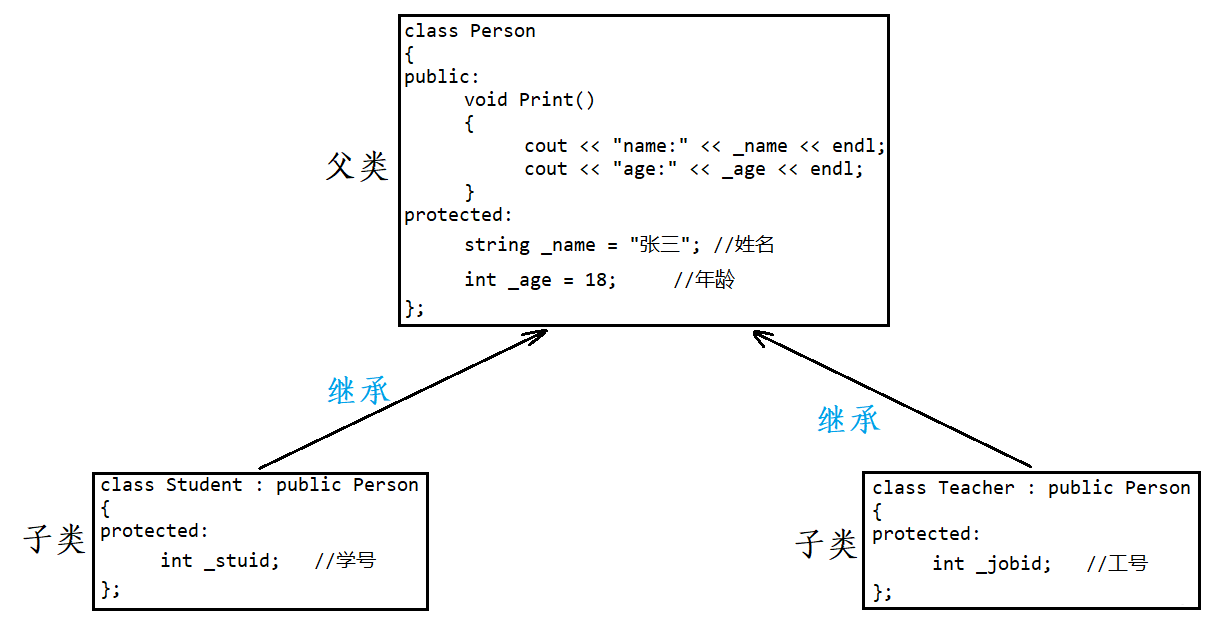 class Person
{
public:
void Print()
{
cout << "name:" << _name << endl;
cout << "age:" << _age << endl;
}
protected:
string _name = "张三"; //姓名
int _age = 18; //年龄
};
父类
继承
继承
子类
class Student : public Person
{
protected:
int _stuid; //学号
};
子类
class Teacher : public Person
{
protected:
int _jobid; //工号
};